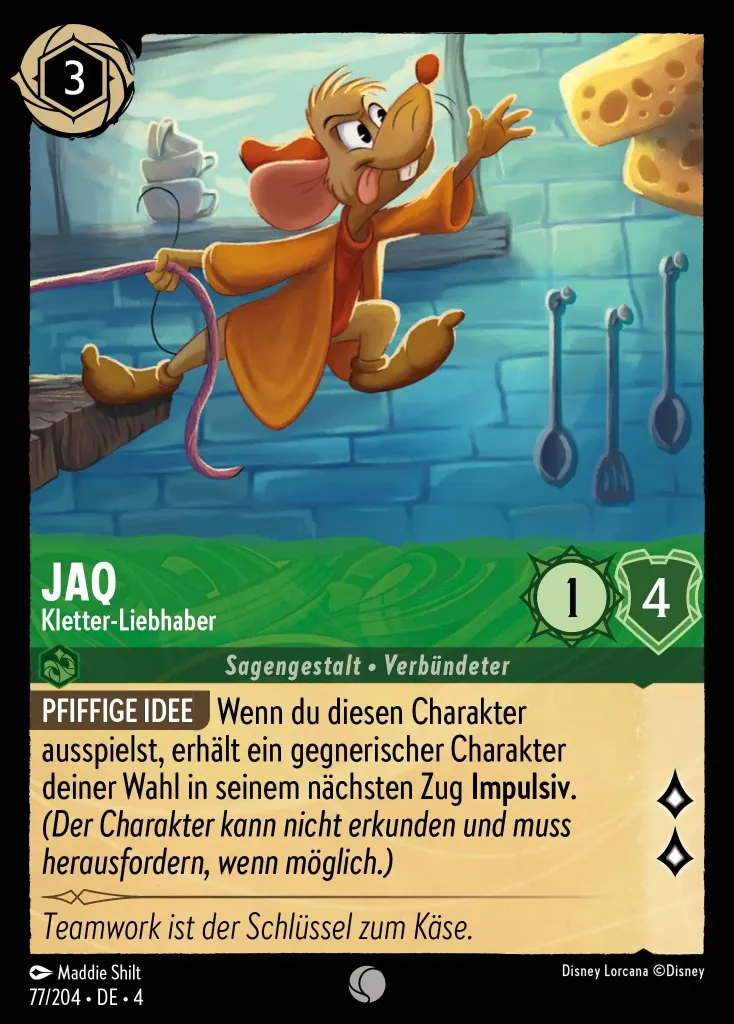 3
JAQ
Kletter-Liebhaber
1
4
Sagengestalt • Verbündeter
PFIFFIGE IDEE Wenn du diesen Charakter
ausspielst, erhält ein gegnerischer Charakter
deiner Wahl in seinem nächsten Zug Impulsiv.
(Der Charakter kann nicht erkunden und muss
herausfordern, wenn möglich.)
Teamwork ist der Schlüssel zum Käse.
Maddie Shilt
Disney Lorcana ©Disney
77/204 • DE • 4